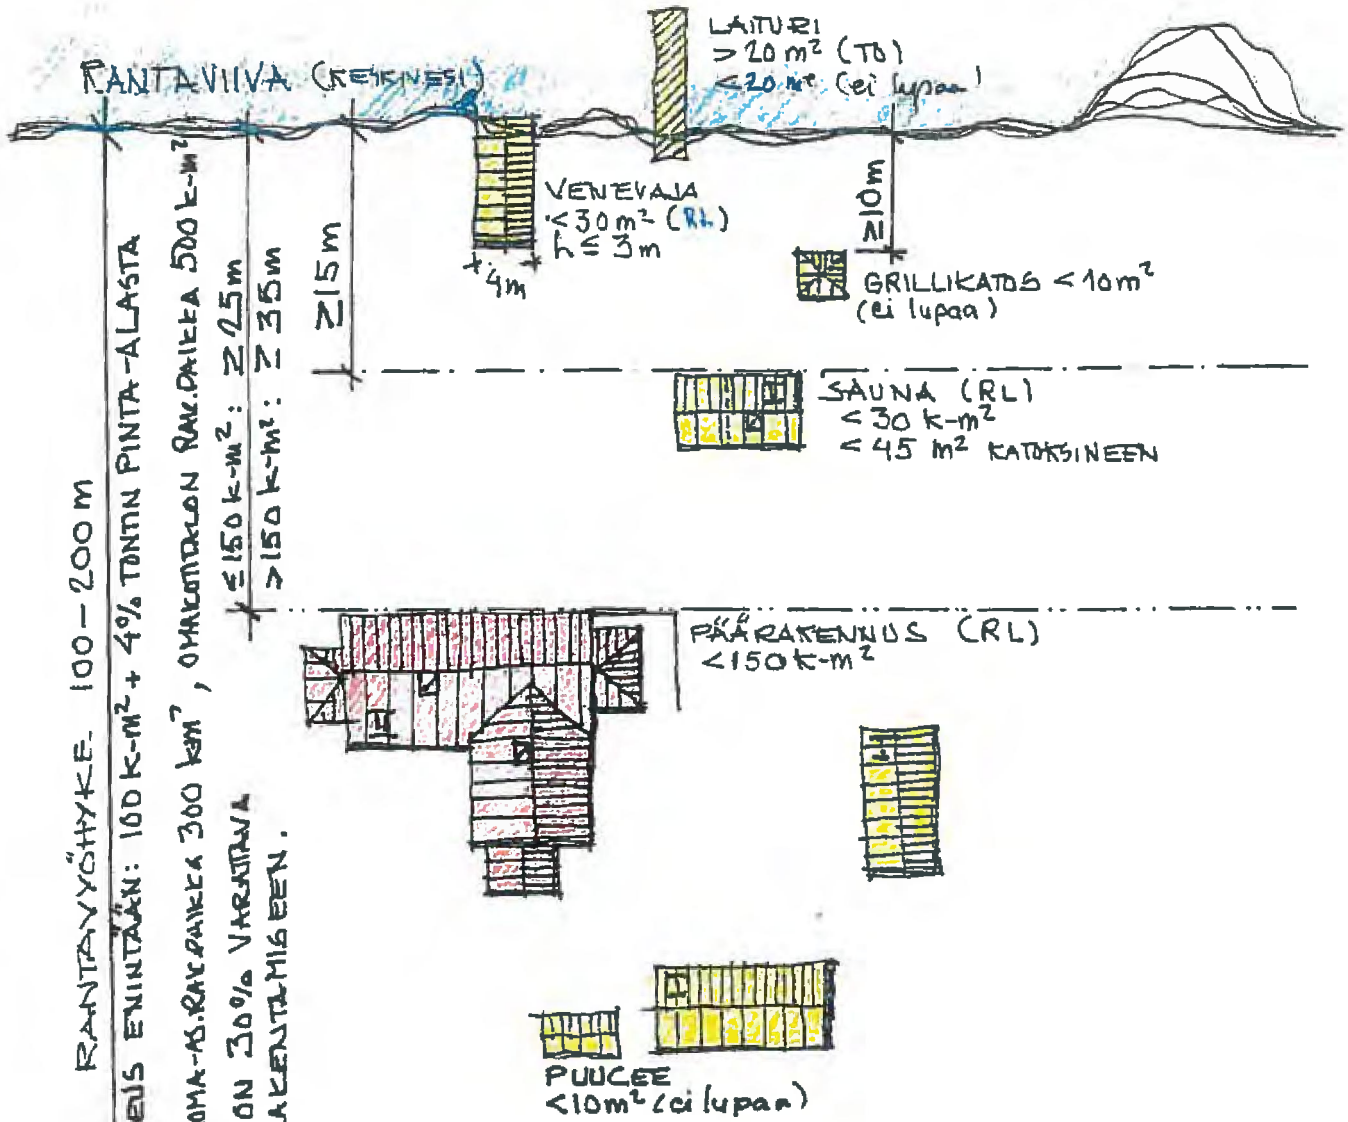 LAITURI
> 20 m² (TO)
< 20 m² (ei lupaa)
RANTAVIIVA (KESKIVESI)
VENEVAJA
< 30 m² (RL)
h ≤ 3m
4m
≥10m
GRILLIKATOS < 10m²
(ei lupaa)
≥15m
SAUNA (RL)
< 30 k-m²
< 45 m² KATOKSINEEN
≤150 k-m²: ≥ 25m
>150 k-m²: ≥ 35m
PÄÄRAKENNUS (RL)
<150 k-m²
PUUCEE
<10m² (ei lupaa)
RANTAVYÖHYKE 100-200 m
EUS ENINTÄÄN: 100 k-m² + 4% TONTIN PINTA-ALASTA
OMA-AS.RAK.PAIKKA 300 km², OMAKOTITALON RAK.PAIKKA 500 k-m²
ON 30% VARATTAVA
AKENTAMISEEN.